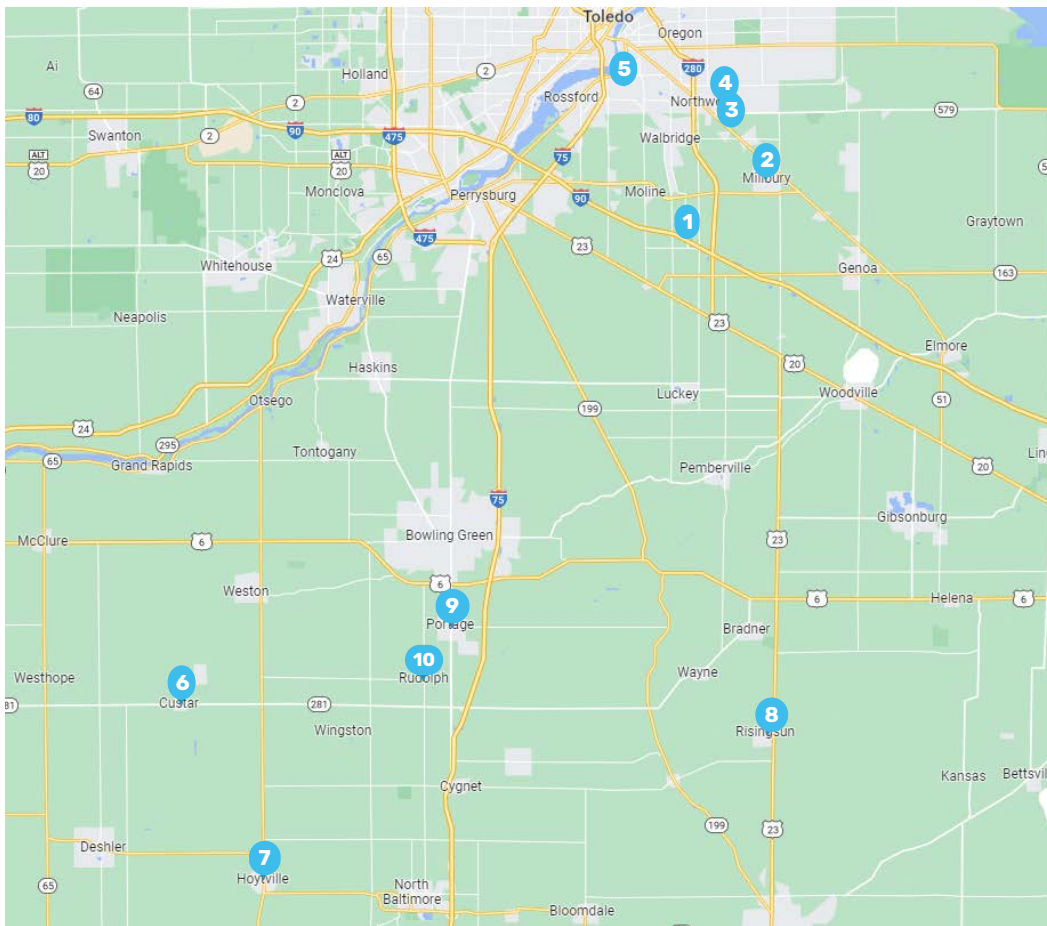 Toledo
Oregon
Ai
Holland
2
5
280
4
64
Rossford
Northw
3
2
90
80
579
Swanton
2
475
Walbridge
ALT
20
ALT
20
75
2
Millbury
Monclova
Perrysburg
Moline
90
1
Graytown
475
23
65
24
Whitehouse
Genoa
163
Waterville
Neapolis
23
Elmore
Haskins
20
Luckey
Woodville
Otsego
199
51
24
295
Tontogany
65
Grand Rapids
Pemberville
20
Lin
75
Gibsonburg
Bowling Green
McClure
6
23
6
Weston
9
6
Helena
6
Portage
Bradner
10
Westhope
6
Rudolph
Wayne
81
Custar
281
8
Wingston
Risingsun
Kansas
Bettsvil
Cygnet
199
23
Deshler
7
Hoytville
65
North
Baltimore
Bloomdale